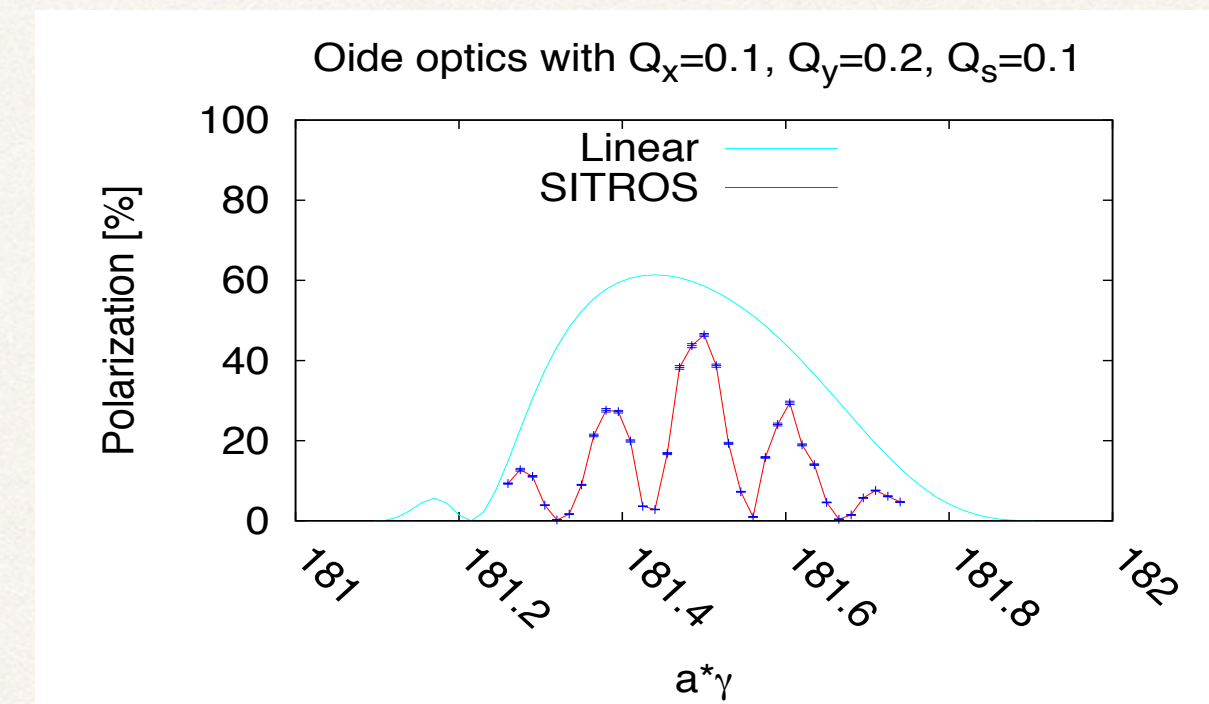 Oide optics with Qx=0.1, Qy=0.2, Qs=0.1
Polarization [%]
100
80
60
40
20
0
Linear
SITROS
181
181.2
181.4
181.6
181.8
182
a*γ